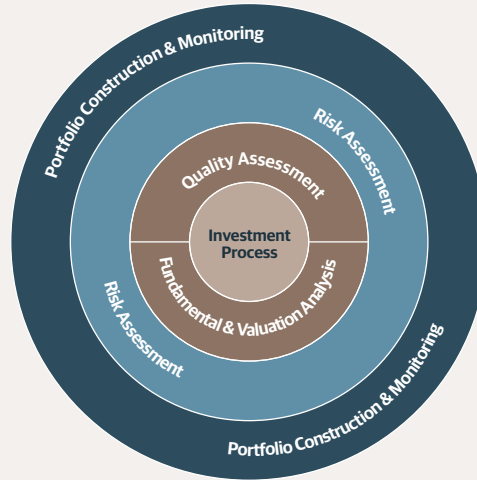 Portfolio Construction & Monitoring
Risk Assessment
Quality Assessment
Investment
Process
Fundamental & Valuation Analysis
Risk Assessment
Portfolio Construction & Monitoring